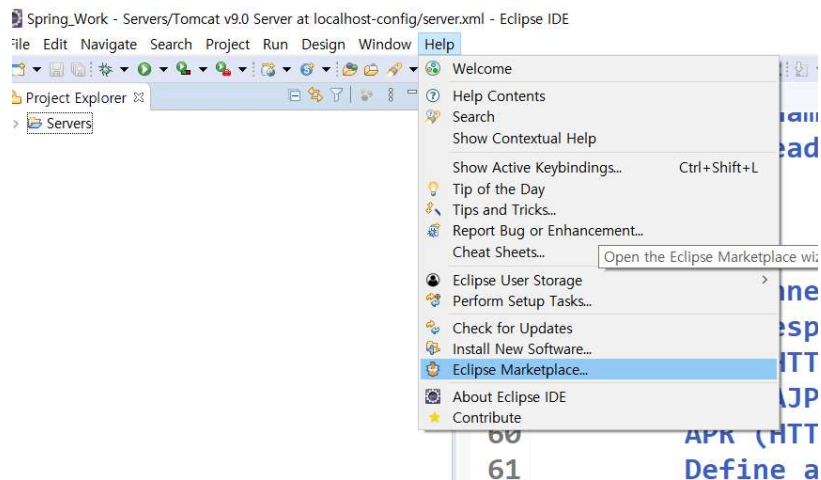 Spring_Work - Servers/Tomcat v9.0 Server at localhost-config/server.xml - Eclipse IDE
File Edit Navigate Search Project Run Design Window Help
Project Explorer
Servers
Welcome
Help Contents
Search
Show Contextual Help
Show Active Keybindings... Ctrl+Shift+L
Tip of the Day
Tips and Tricks...
Report Bug or Enhancement...
Cheat Sheets...
Open the Eclipse Marketplace wiz
Eclipse User Storage
Perform Setup Tasks...
Check for Updates
Install New Software...
Eclipse Marketplace...
About Eclipse IDE
Contribute
60 APR (HTT
61 Define a